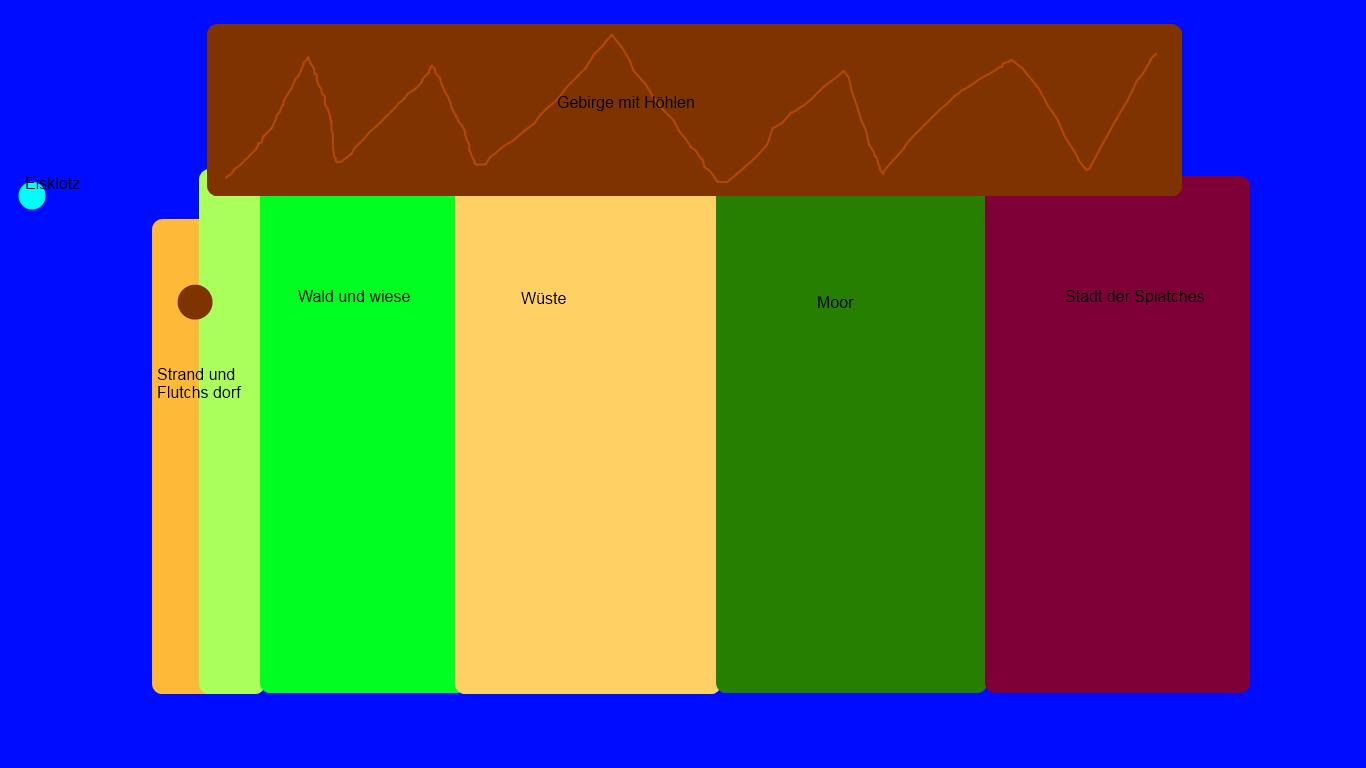 Gebirge mit Höhlen
Eisklotz
Wald und wiese
Wüste
Moor
Stadt der Splatches
Strand und
Flutchs dorf